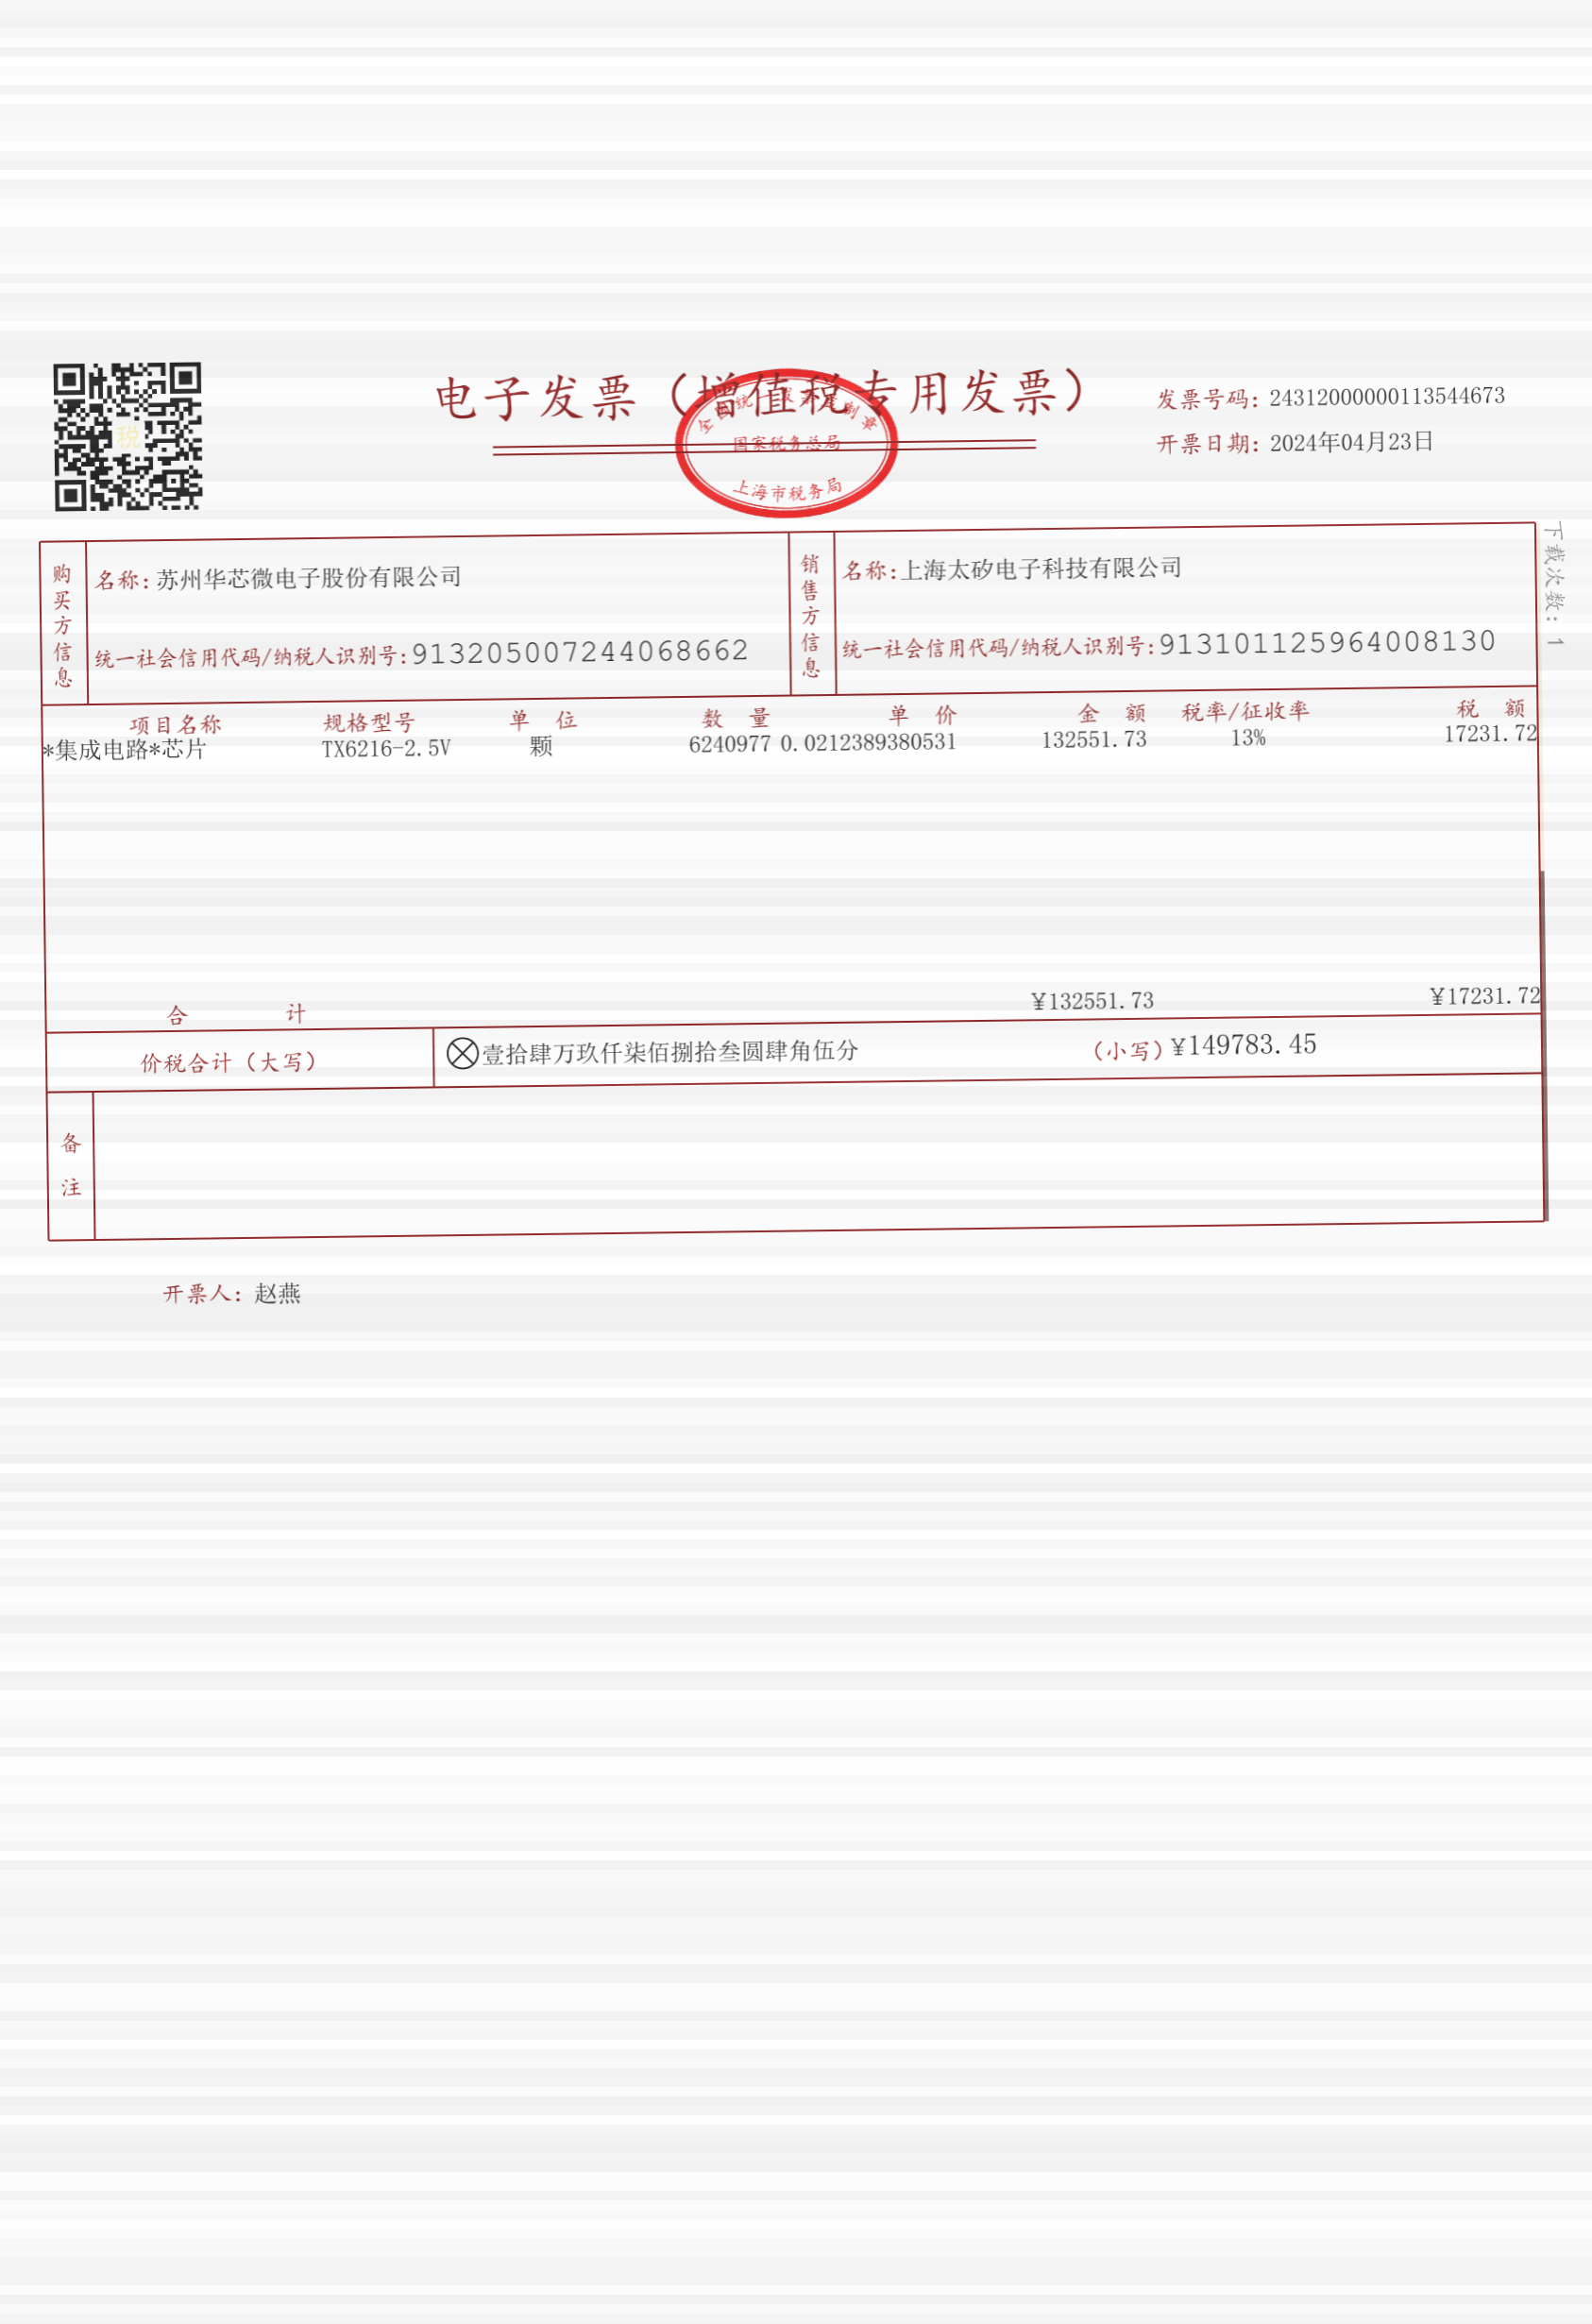 电子发票（增值税专用发票）
全国统一发票监制章
国家税务总局
上海市税务局
税
发票号码：24312000000113544673
开票日期：2024年04月23日
下载次数：1
购买方信息
名称：苏州华芯微电子股份有限公司
统一社会信用代码/纳税人识别号：913205007244068662
销售方信息
名称：上海太矽电子科技有限公司
统一社会信用代码/纳税人识别号：913101125964008130
项目名称 规格型号 单位 数量 单价 金额 税率/征收率 税额
*集成电路*芯片 TX6216-2.5V 颗 6240977 0.0212389380531 132551.73 13% 17231.72
合计 ¥132551.73 ¥17231.72
价税合计（大写） ⊗壹拾肆万玖仟柒佰捌拾叁圆肆角伍分 （小写）¥149783.45
备注
开票人：赵燕